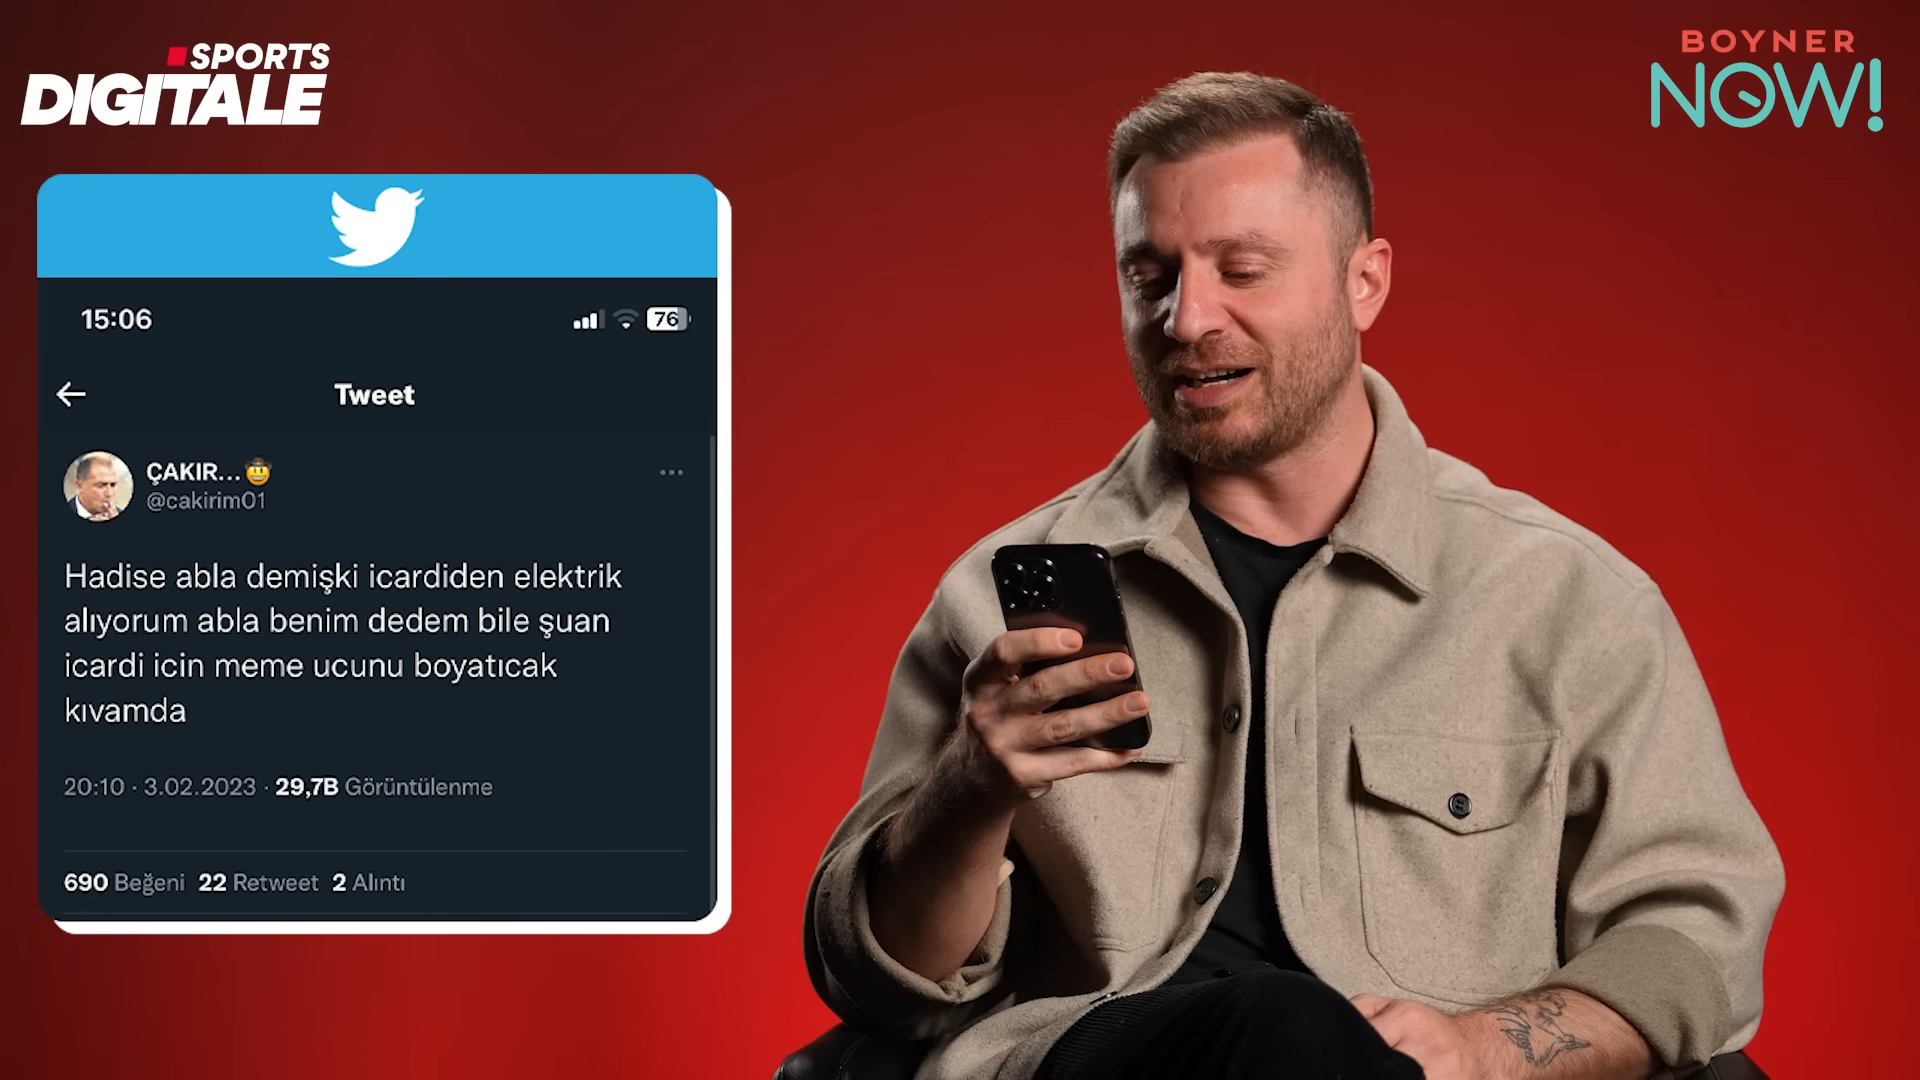 SPORTS
DIGITALE
BOYNER
NOW!
15:06
76
Tweet
ÇAKIR...🤠
@cakirim01
Hadise abla demişki icardiden elektrik
alıyorum abla benim dedem bile şuan
icardi icin meme ucunu boyatıcak
kıvamda
20:10 · 3.02.2023 · 29,7B Görüntülenme
690 Beğeni 22 Retweet 2 Alıntı